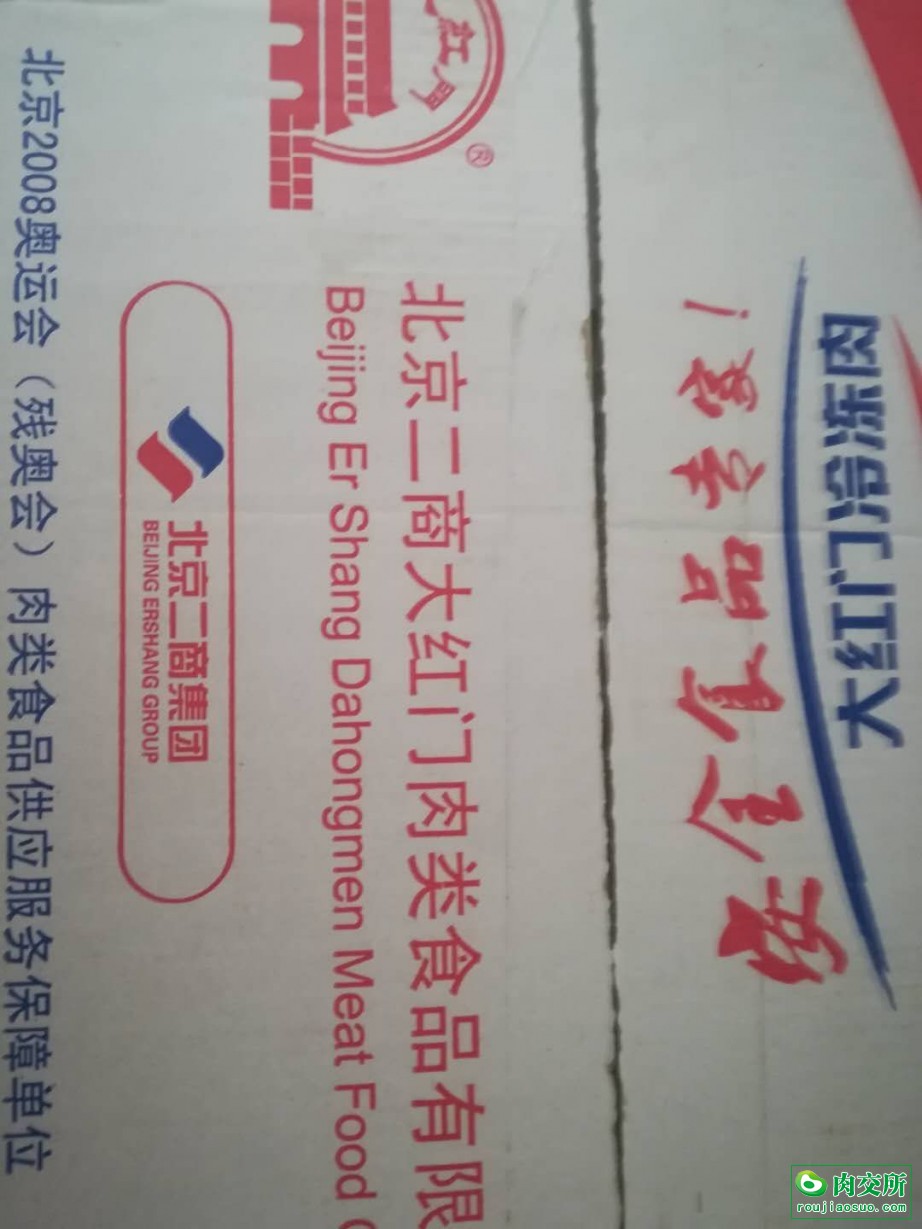 大红门冷冻肉
红门
®
北京二商大红门肉类食品有限
Beijing Er Shang Dahongmen Meat Food
北京二商集团
BEIJING ERSHANG GROUP
北京2008奥运会（残奥会）肉类食品供应服务保障单位
肉交所
roujiaosuo.com